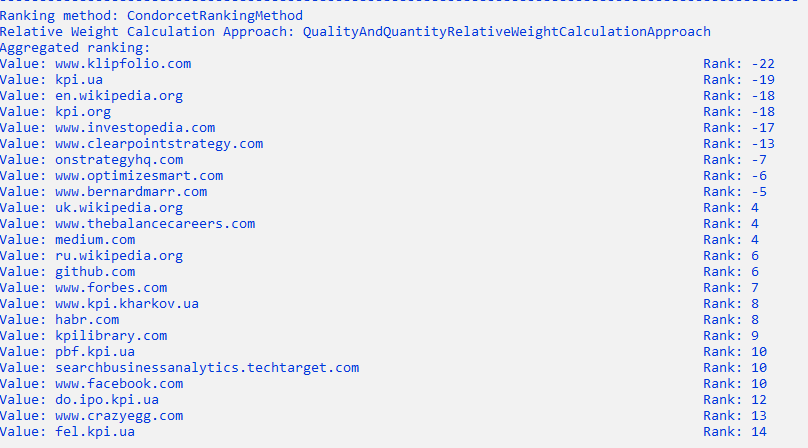 Ranking method: CondorcetRankingMethod
Relative Weight Calculation Approach: QualityAndQuantityRelativeWeightCalculationApproach
Aggregated ranking:
Value: www.klipfolio.com Rank: -22
Value: kpi.ua Rank: -19
Value: en.wikipedia.org Rank: -18
Value: kpi.org Rank: -18
Value: www.investopedia.com Rank: -17
Value: www.clearpointstrategy.com Rank: -13
Value: onstrategyhq.com Rank: -7
Value: www.optimizesmart.com Rank: -6
Value: www.bernardmarr.com Rank: -5
Value: uk.wikipedia.org Rank: 4
Value: www.thebalancecareers.com Rank: 4
Value: medium.com Rank: 4
Value: ru.wikipedia.org Rank: 6
Value: github.com Rank: 6
Value: www.forbes.com Rank: 7
Value: www.kpi.kharkov.ua Rank: 8
Value: habr.com Rank: 8
Value: kpilibrary.com Rank: 9
Value: pbf.kpi.ua Rank: 10
Value: searchbusinessanalytics.techtarget.com Rank: 10
Value: www.facebook.com Rank: 10
Value: do.ipo.kpi.ua Rank: 12
Value: www.crazyegg.com Rank: 13
Value: fel.kpi.ua Rank: 14